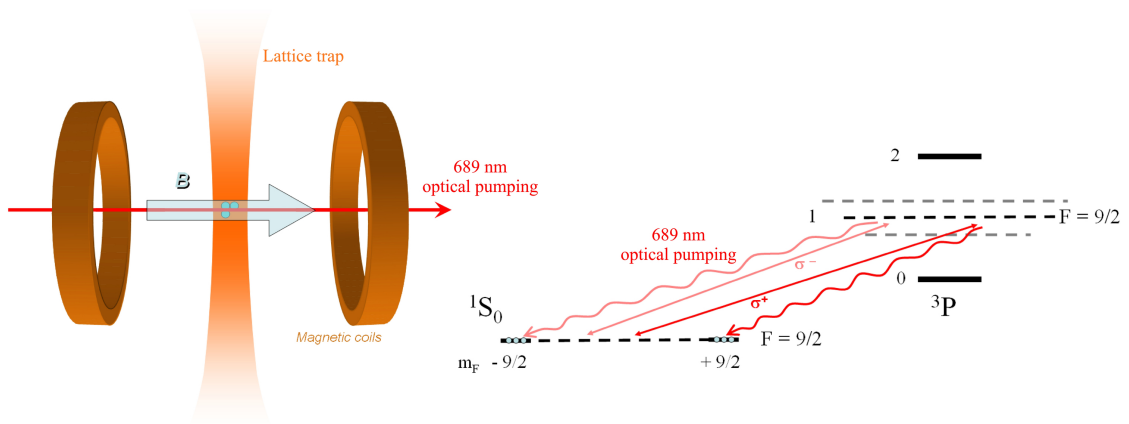 Lattice trap
B
689 nm
optical pumping
Magnetic coils
2
1
F = 9/2
0
³P
689 nm
optical pumping
σ⁻
σ⁺
¹S₀
F = 9/2
m_F - 9/2 + 9/2